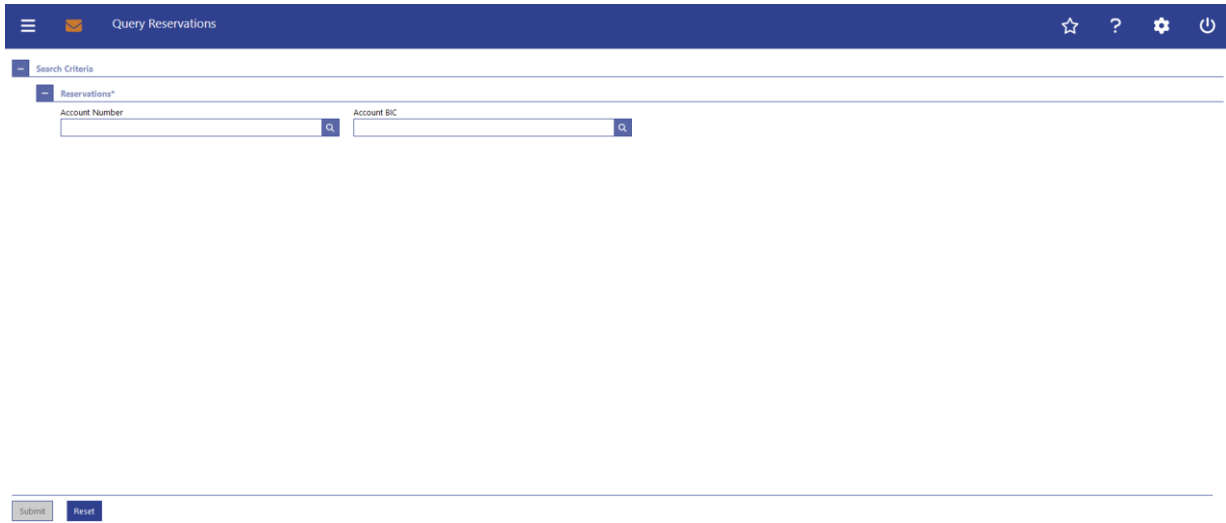 Query Reservations
Search Criteria
Reservations*
Account Number Account BIC
Submit Reset